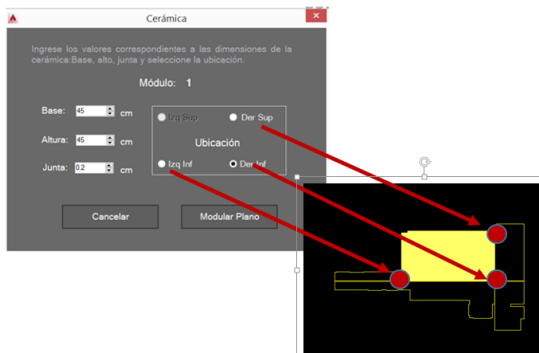 Cerámica
Ingrese los valores correspondientes a las dimensiones de la
cerámica:Base, alto, junta y seleccione la ubicación.
Módulo: 1
Base: 45 cm
Izq Sup
Der Sup
Altura: 45 cm
Ubicación
Junta: 0.2 cm
Izq Inf
Der Inf
Cancelar
Modular Plano